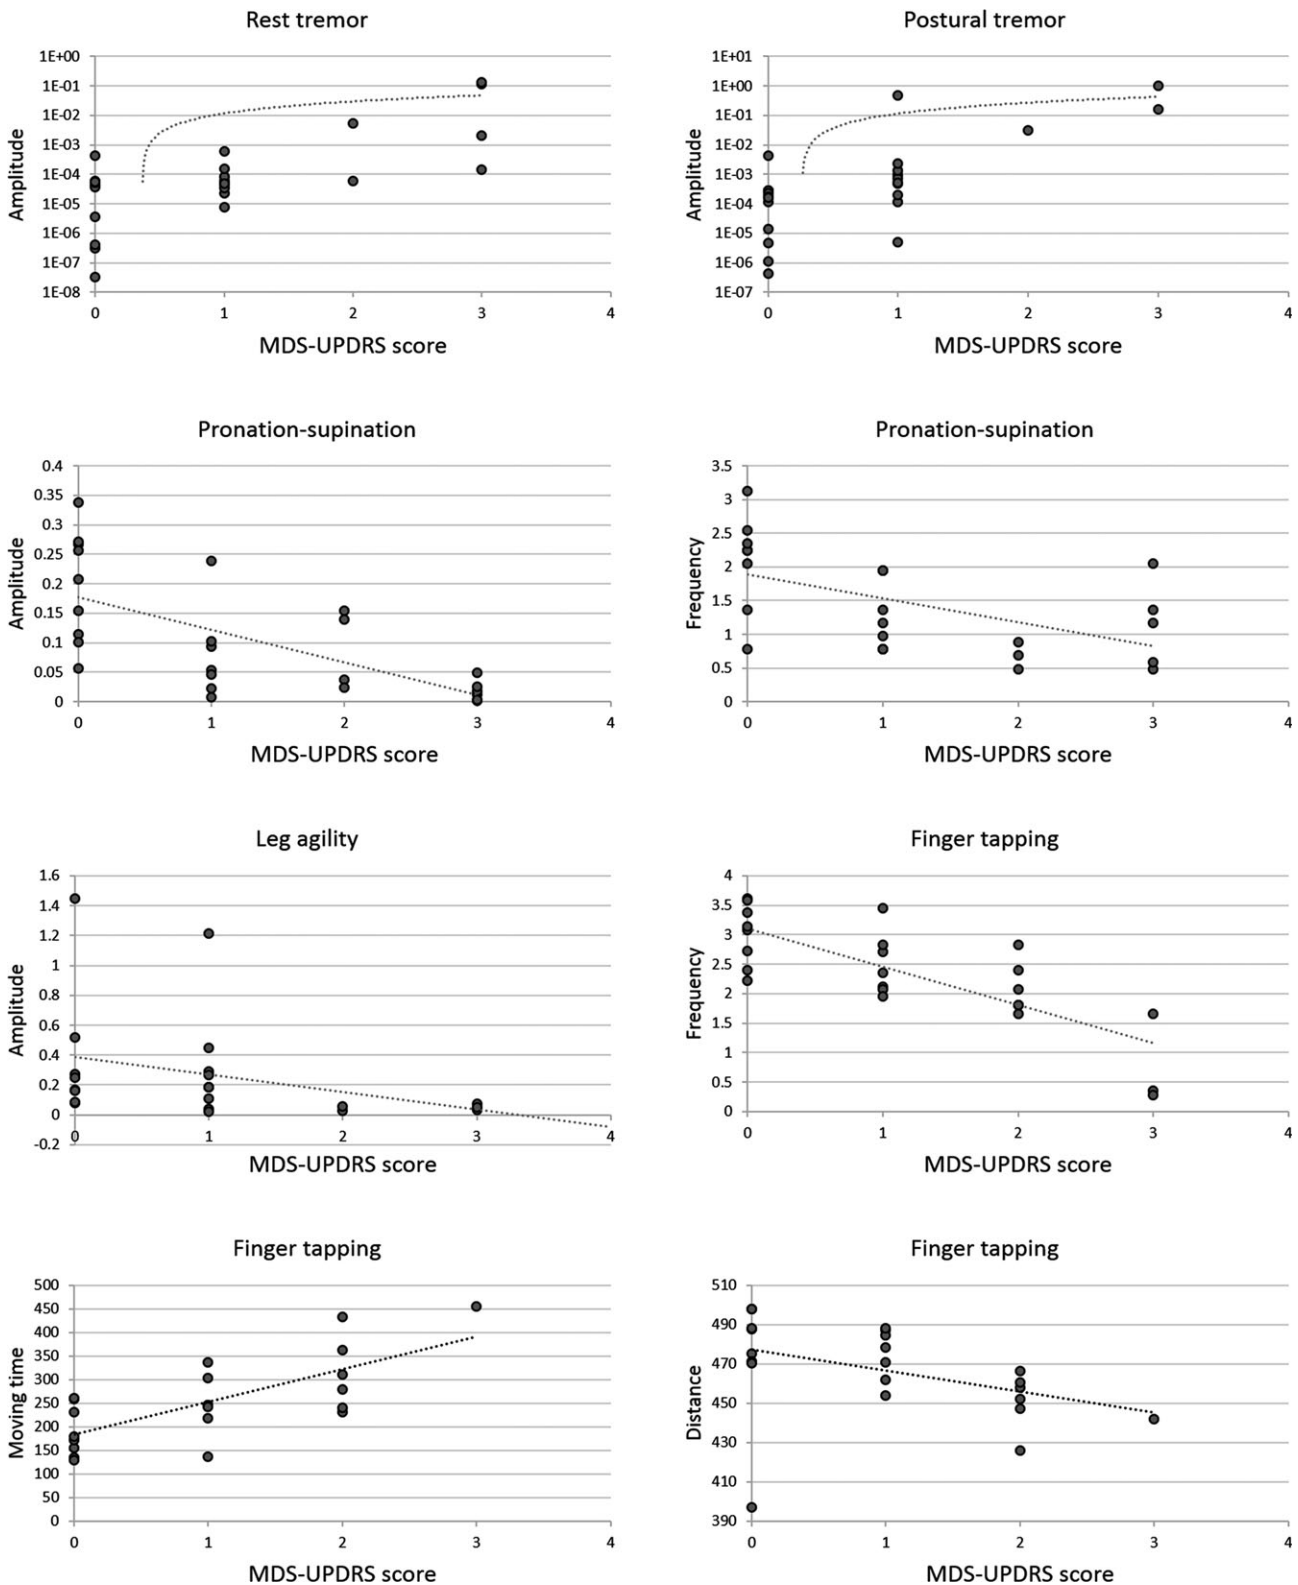 Rest tremor
1E+00
1E-01
1E-02
1E-03
1E-04
1E-05
1E-06
1E-07
1E-08
Amplitude
0 1 2 3 4
MDS-UPDRS score
Postural tremor
1E+01
1E+00
1E-01
1E-02
1E-03
1E-04
1E-05
1E-06
1E-07
Amplitude
0 1 2 3 4
MDS-UPDRS score
Pronation-supination
0.4
0.35
0.3
0.25
0.2
0.15
0.1
0.05
0
Amplitude
0 1 2 3 4
MDS-UPDRS score
Pronation-supination
3.5
3
2.5
2
1.5
1
0.5
0
Frequency
0 1 2 3 4
MDS-UPDRS score
Leg agility
1.6
1.4
1.2
1
0.8
0.6
0.4
0.2
0
-0.2
Amplitude
0 1 2 3 4
MDS-UPDRS score
Finger tapping
4
3.5
3
2.5
2
1.5
1
0.5
0
Frequency
0 1 2 3 4
MDS-UPDRS score
Finger tapping
500
450
400
350
300
250
200
150
100
50
0
Moving time
0 1 2 3 4
MDS-UPDRS score
Finger tapping
510
490
470
450
430
410
390
Distance
0 1 2 3 4
MDS-UPDRS score